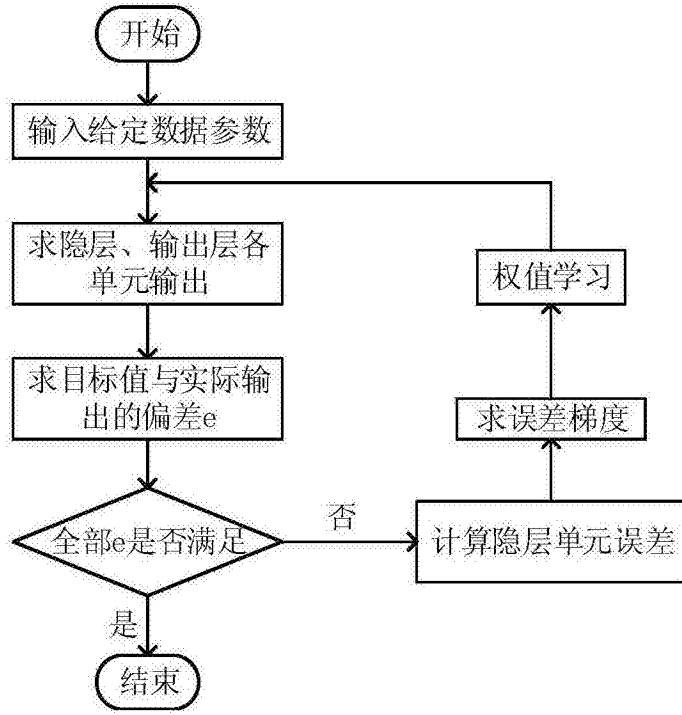 开始
输入给定数据参数
求隐层、输出层各
单元输出
求目标值与实际输
出的偏差e
全部e是否满足
是
结束
否
计算隐层单元误差
求误差梯度
权值学习